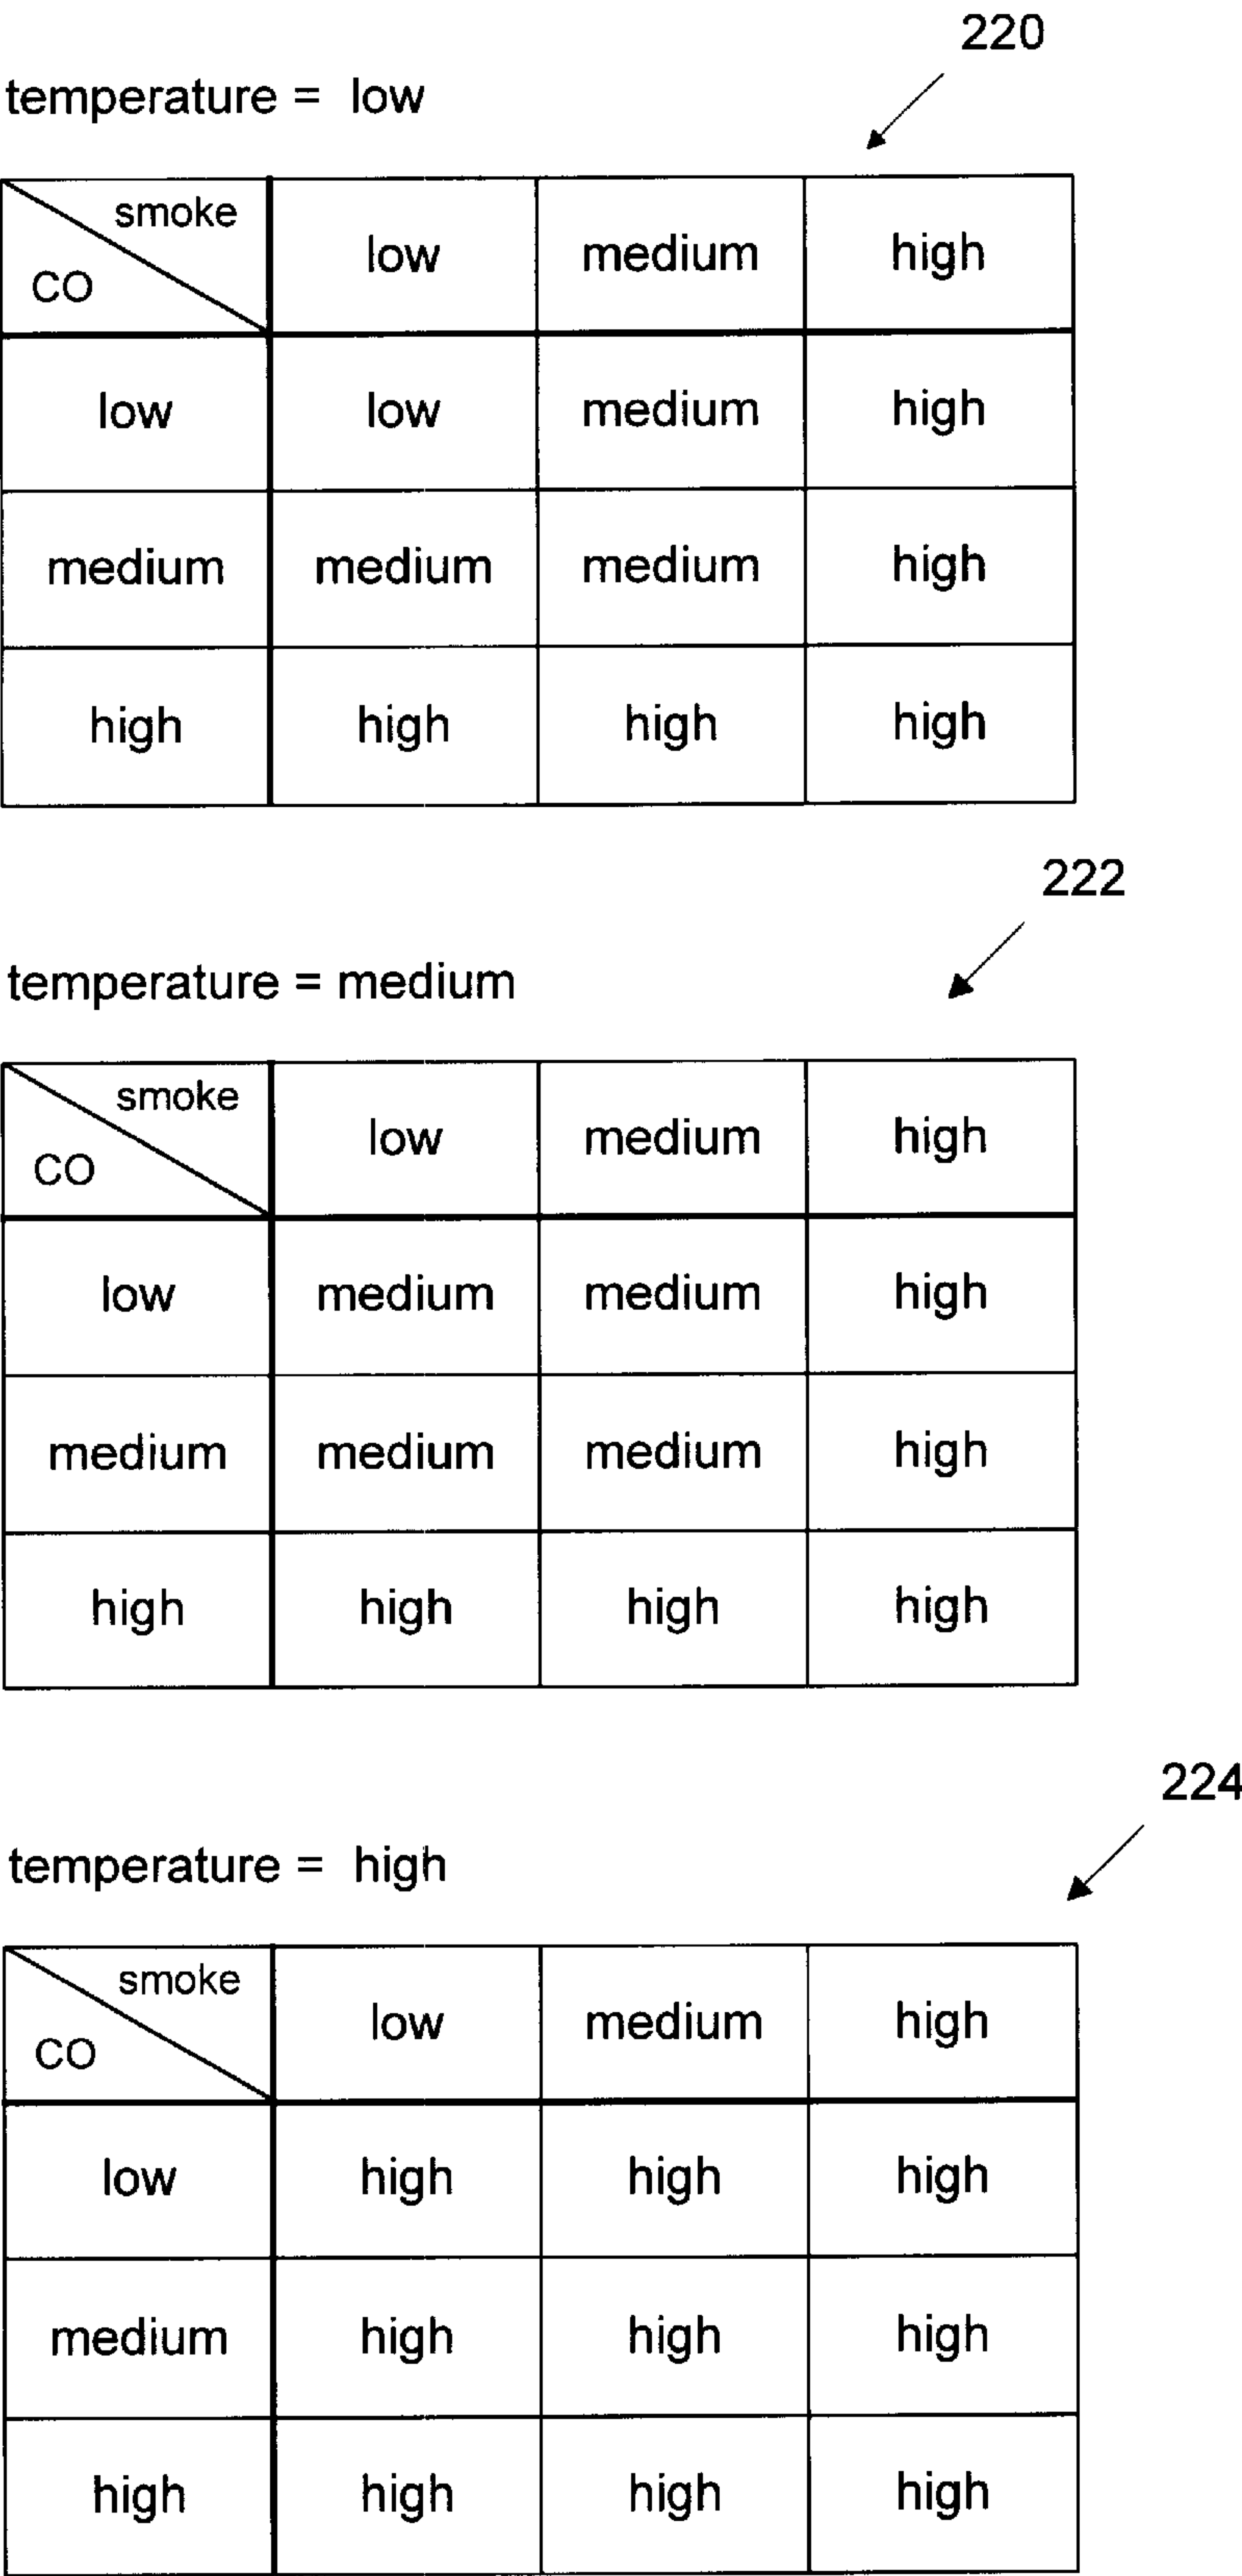 220
temperature = low
smoke
CO
low medium high
low low medium high
medium medium medium high
high high high high
222
temperature = medium
smoke
CO
low medium high
low medium medium high
medium medium medium high
high high high high
224
temperature = high
smoke
CO
low medium high
low high high high
medium high high high
high high high high